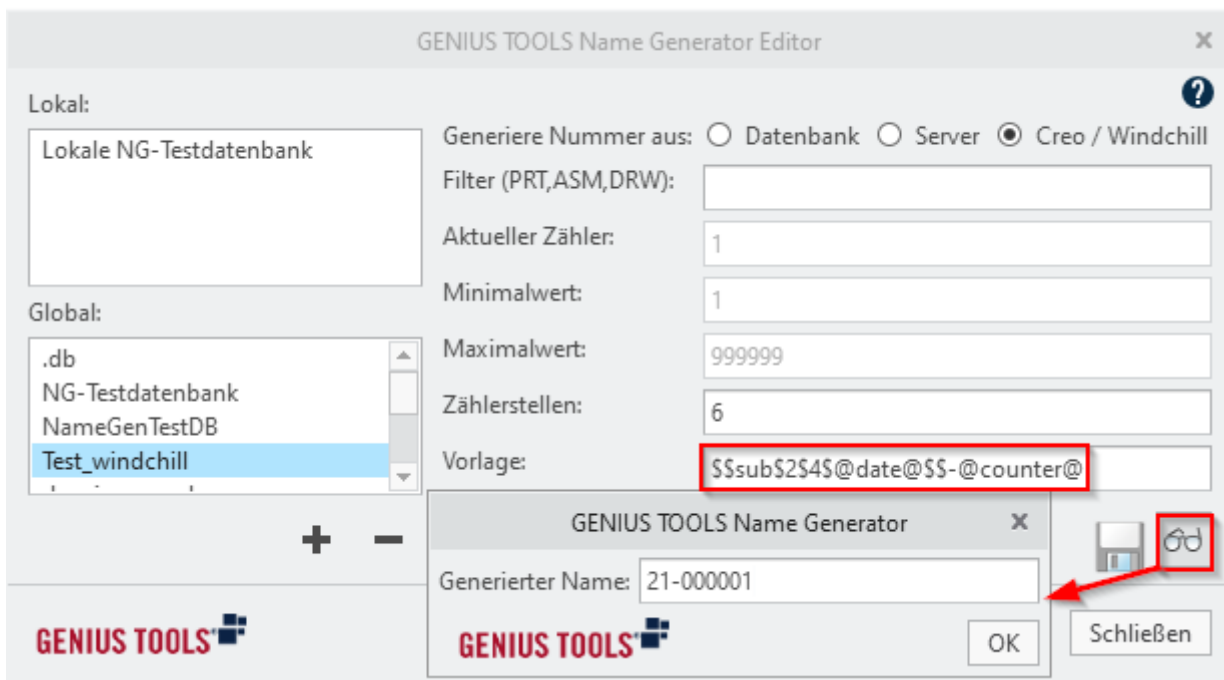 GENIUS TOOLS Name Generator Editor
Lokal:
Lokale NG-Testdatenbank
Global:
.db
NG-Testdatenbank
NameGenTestDB
Test_windchill
Generiere Nummer aus: Datenbank Server Creo / Windchill
Filter (PRT,ASM,DRW):
Aktueller Zähler: 1
Minimalwert: 1
Maximalwert: 999999
Zählerstellen: 6
Vorlage: $$sub$2$4$@date@$$-@counter@
GENIUS TOOLS Name Generator
Generierter Name: 21-000001
GENIUS TOOLS
OK
GENIUS TOOLS
Schließen